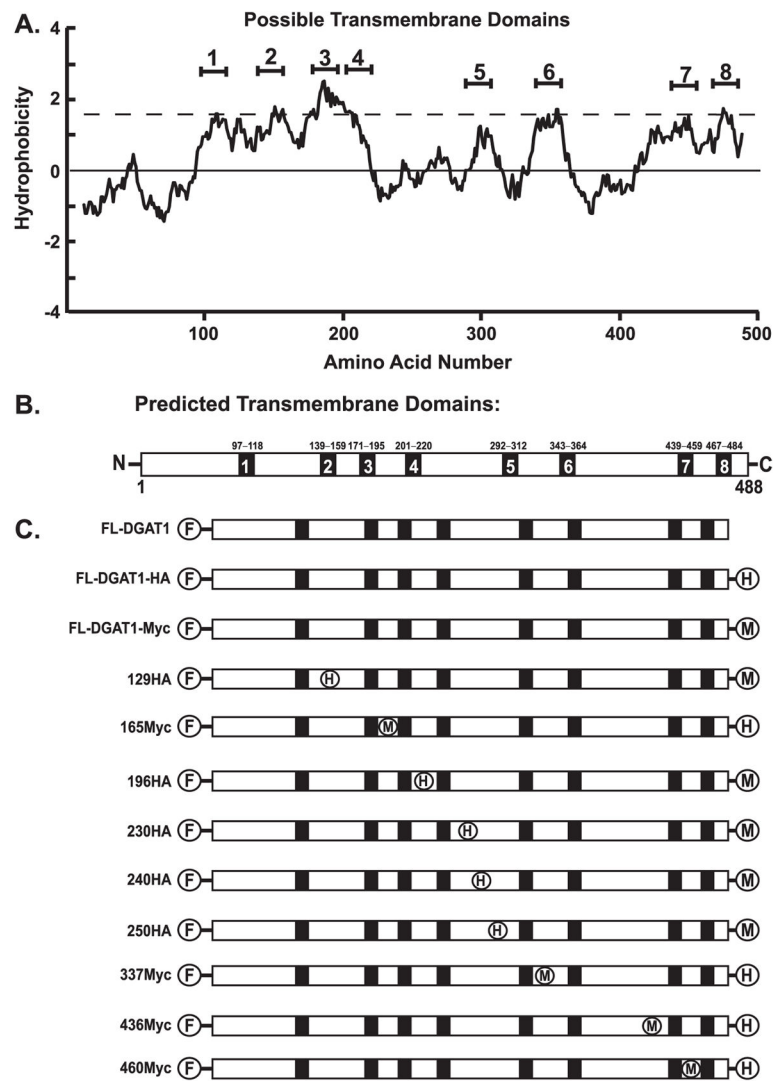 A.
Possible Transmembrane Domains
1 2 3 4 5 6 7 8
Hydrophobicity
4
2
0
-2
-4
100 200 300 400 500
Amino Acid Number
B.
Predicted Transmembrane Domains:
97–118 139–159 171–195 201–220 292–312 343–364 439–459 467–484
N 1 2 3 4 5 6 7 8 C
1 488
C.
FL-DGAT1 F
FL-DGAT1-HA F H
FL-DGAT1-Myc F M
129HA F H M
165Myc F M H
196HA F H M
230HA F H M
240HA F H M
250HA F H M
337Myc F M H
436Myc F M H
460Myc F M H